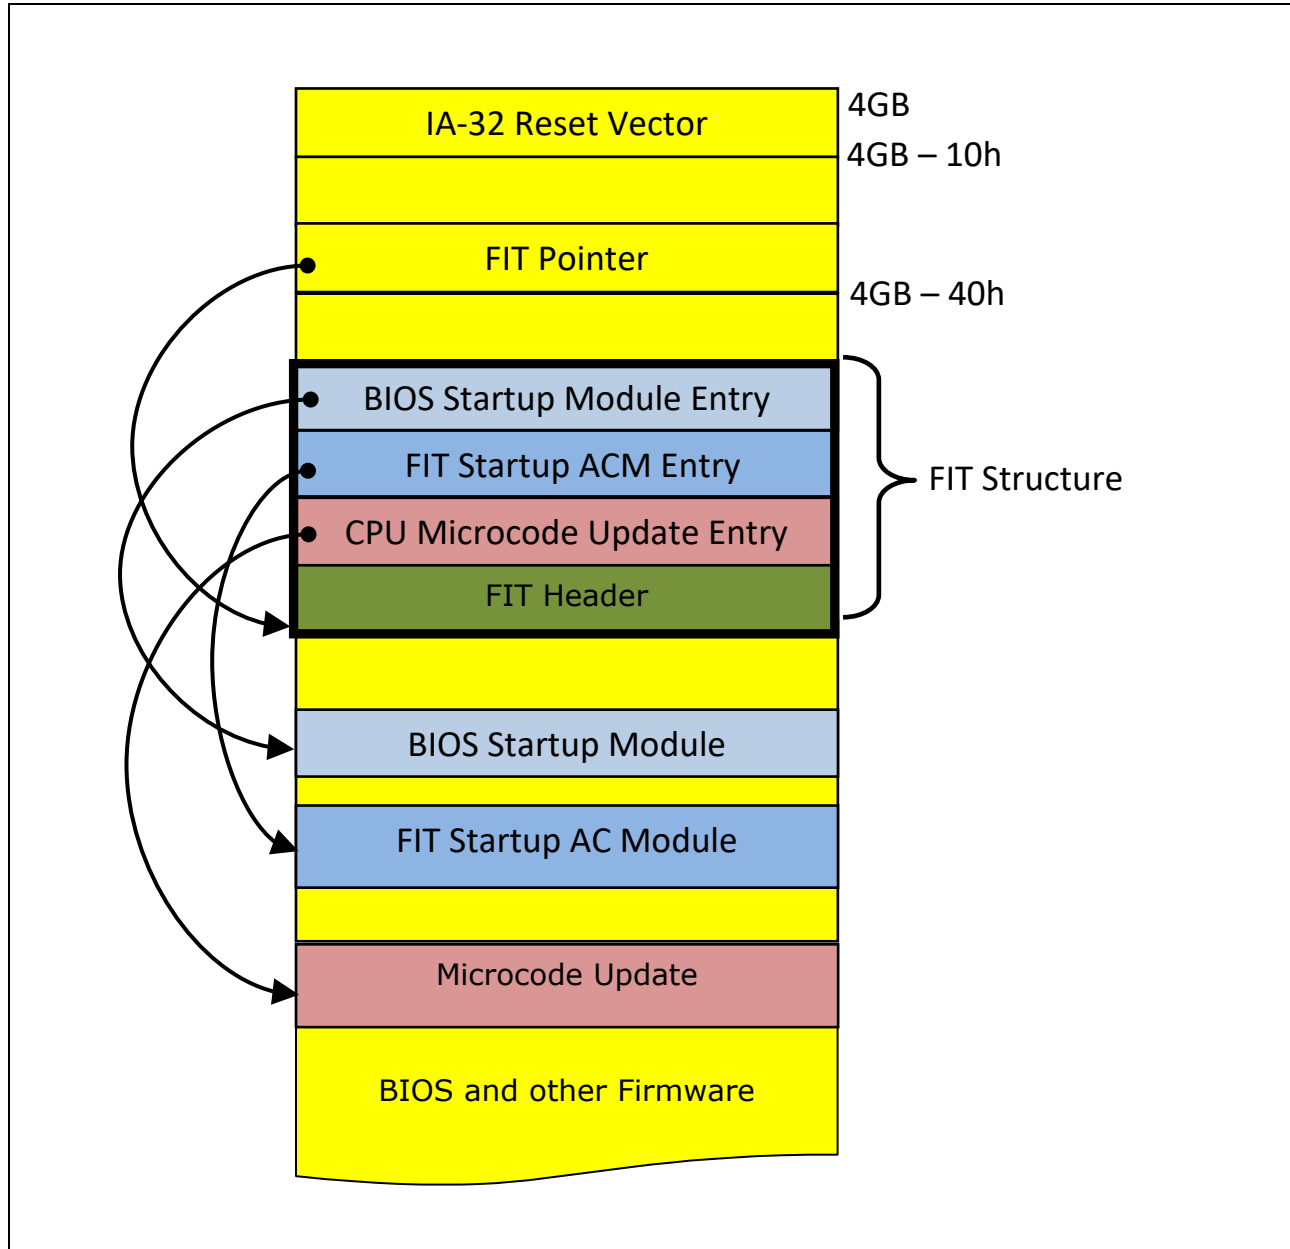 IA-32 Reset Vector
4GB
4GB – 10h
FIT Pointer
4GB – 40h
BIOS Startup Module Entry
FIT Startup ACM Entry
FIT Structure
CPU Microcode Update Entry
FIT Header
BIOS Startup Module
FIT Startup AC Module
Microcode Update
BIOS and other Firmware